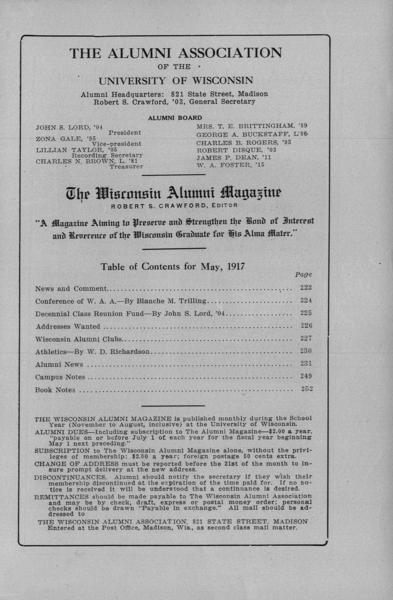 THE ALUMNI ASSOCIATION
OF THE
UNIVERSITY OF WISCONSIN
Alumni Headquarters: 821 State Street, Madison
Robert S. Crawford, '03, General Secretary
ALUMNI BOARD
JOHN S. LORD, '04
President
ZONA GALE, '95
Vice-president
LILLIAN TAYLOR, '05
Recording Secretary
CHARLES N. BROWN, L. '81
Treasurer
MRS. T. E. BRITTINGHAM, '89
GEORGE A. BUCKSTAFF, L'86
CHARLES B. ROGERS, '93
ROBERT DISQUE, '03
JAMES P. DEAN, '11
W. A. FOSTER, '15
The Wisconsin Alumni Magazine
ROBERT S. CRAWFORD, EDITOR
"A Magazine Aiming to Preserve and Strengthen the Bond of Interest
and Reverence of the Wisconsin Graduate for His Alma Mater."
Table of Contents for May, 1917
Page
News and Comment 222
Conference of W. A. A.—By Blanche M. Trilling 224
Decennial Class Reunion Fund—By John S. Lord, '04 225
Addresses Wanted 226
Wisconsin Alumni Clubs 227
Athletics—By W. D. Richardson 230
Alumni News 231
Campus Notes 249
Book Notes 252
THE WISCONSIN ALUMNI MAGAZINE is published monthly during the School
Year (November to August, inclusive) at the University of Wisconsin.
ALUMNI DUES—Including subscription to The Alumni Magazine—$2.00 a year,
"payable on or before July 1 of each year for the fiscal year beginning
May 1 next preceding."
SUBSCRIPTION to The Wisconsin Alumni Magazine alone, without the privi-
leges of membership: $2.00 a year; foreign postage 50 cents extra.
CHANGE OF ADDRESS must be reported before the 21st of the month to in-
sure prompt delivery at the new address.
DISCONTINUANCES. Alumni should notify the secretary if they wish their
membership discontinued at the expiration of the time paid for. If no no-
tice is received it will be understood that a continuance is desired.
REMITTANCES should be made payable to The Wisconsin Alumni Association
and may be by check, draft, express or postal money order; personal
checks should be drawn "Payable in exchange." All mail should be ad-
dressed to
THE WISCONSIN ALUMNI ASSOCIATION, 821 STATE STREET, MADISON
Entered at the Post Office, Madison, Wis., as second class mail matter.